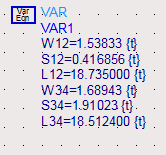 Var
Eqn
VAR
VAR1
W12=1.53833 {t}
S12=0.416856 {t}
L12=18.735000 {t}
W34=1.68943 {t}
S34=1.91023 {t}
L34=18.512400 {t}